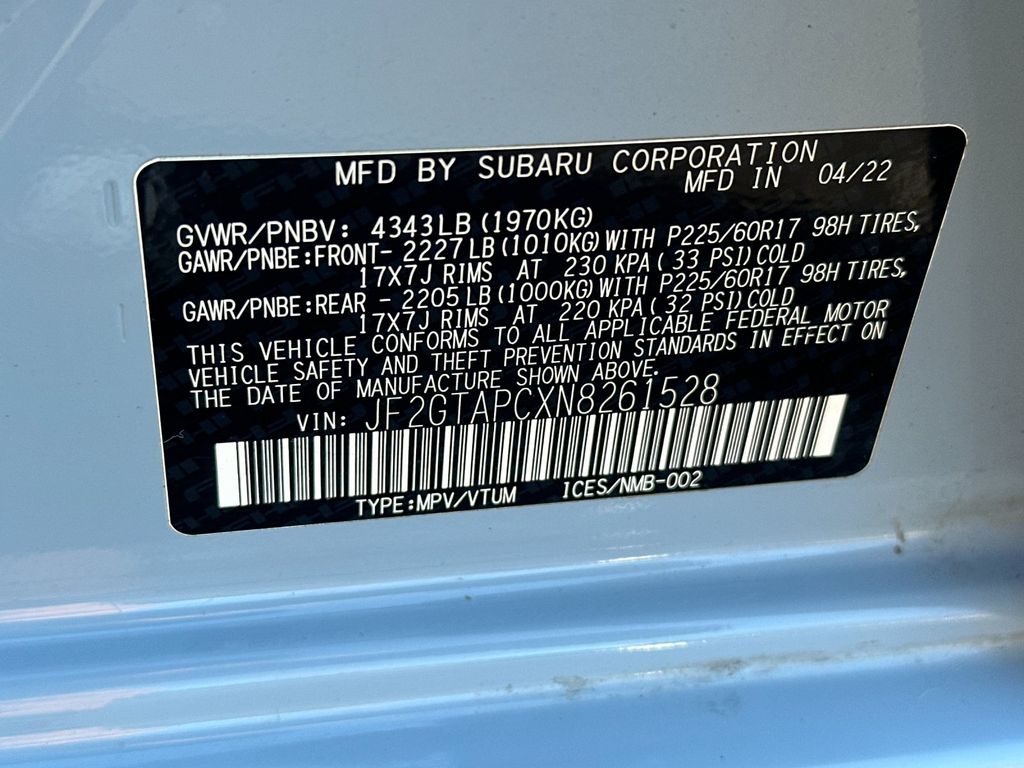 MFD BY SUBARU CORPORATION
MFD IN 04/22
GVWR/PNBV: 4343LB(1970KG)
GAWR/PNBE:FRONT- 2227LB(1010KG)WITH P225/60R17 98H TIRES,
17X7J RIMS AT 230 KPA( 33 PSI)COLD
GAWR/PNBE:REAR - 2205LB(1000KG)WITH P225/60R17 98H TIRES,
17X7J RIMS AT 220 KPA( 32 PSI)COLD
THIS VEHICLE CONFORMS TO ALL APPLICABLE FEDERAL MOTOR
VEHICLE SAFETY AND THEFT PREVENTION STANDARDS IN EFFECT ON
THE DATE OF MANUFACTURE SHOWN ABOVE.
VIN: JF2GTAPCXN8261528
TYPE:MPV/VTUM ICES/NMB-002